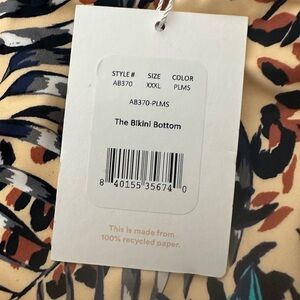 STYLE # SIZE COLOR
AB370 XXXL PLMS
AB370-PLMS
The Bikini Bottom
8 40155 35674 0
This is made from
100% recycled paper.